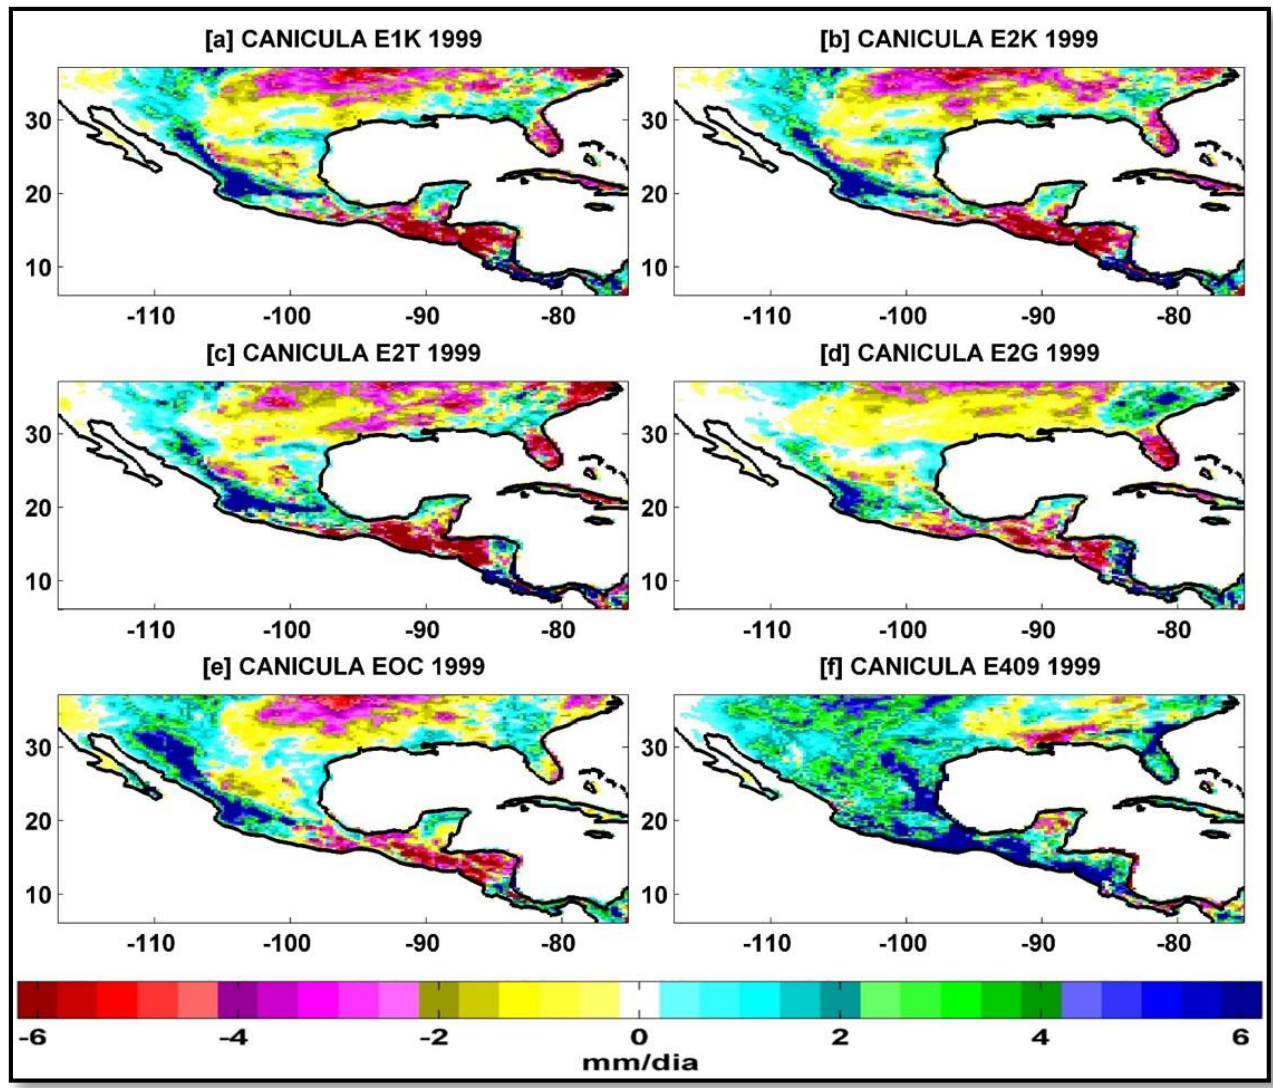 [a] CANICULA E1K 1999
[b] CANICULA E2K 1999
30
20
10
30
20
10
-110 -100 -90 -80
-110 -100 -90 -80
[c] CANICULA E2T 1999
[d] CANICULA E2G 1999
30
20
10
30
20
10
-110 -100 -90 -80
-110 -100 -90 -80
[e] CANICULA EOC 1999
[f] CANICULA E409 1999
30
20
10
30
20
10
-110 -100 -90 -80
-110 -100 -90 -80
-6 -4 -2 0 2 4 6
mm/dia